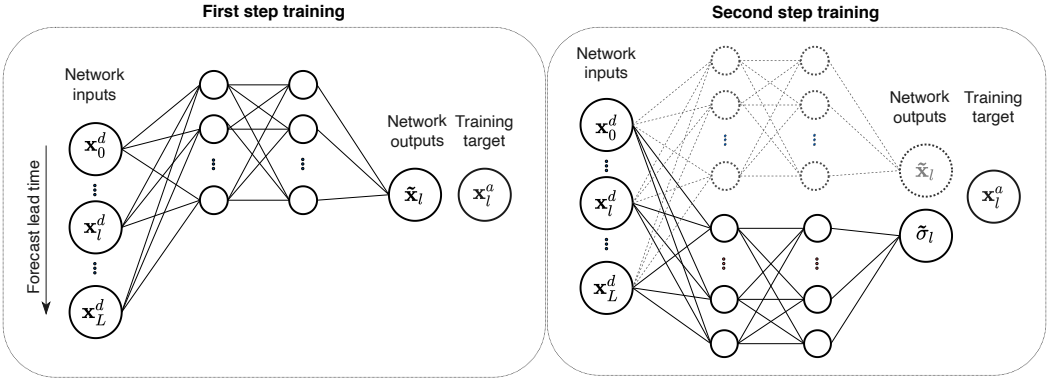 First step training
Network
inputs
Forecast lead time
x_0^d
x_l^d
x_L^d
Network
outputs
x̃_l
Training
target
x_l^a
Second step training
Network
inputs
x_0^d
x_l^d
x_L^d
Network
outputs
x̃_l
σ̃_l
Training
target
x_l^a